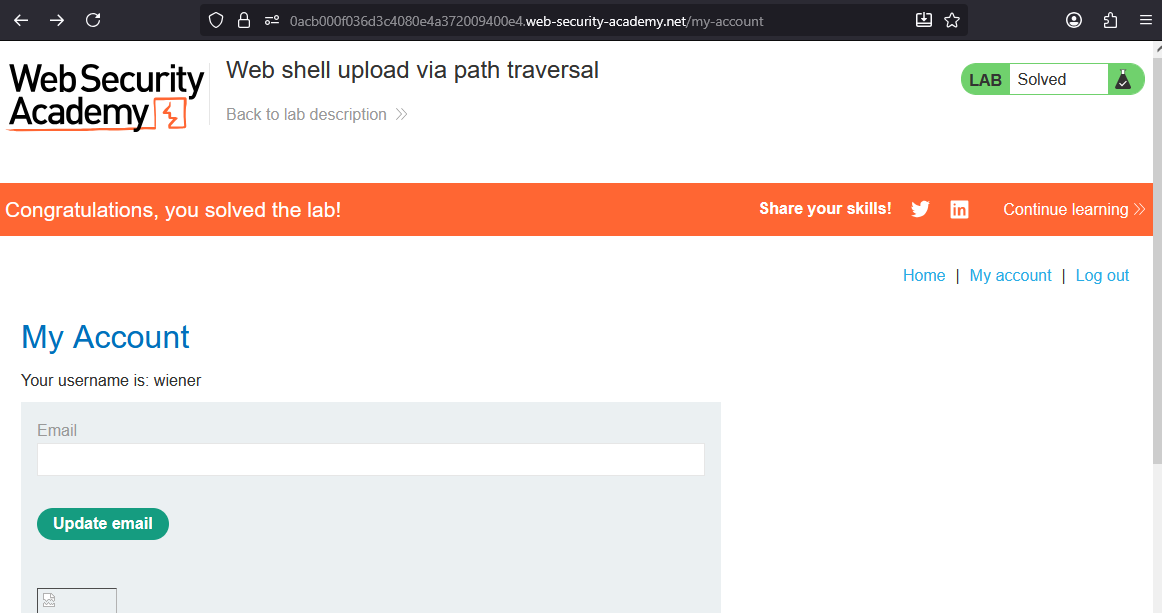 0acb000f036d3c4080e4a372009400e4.web-security-academy.net/my-account
Web Security
Academy
Web shell upload via path traversal
Back to lab description
LAB Solved
Congratulations, you solved the lab!
Share your skills!
Continue learning
Home | My account | Log out
My Account
Your username is: wiener
Email
Update email